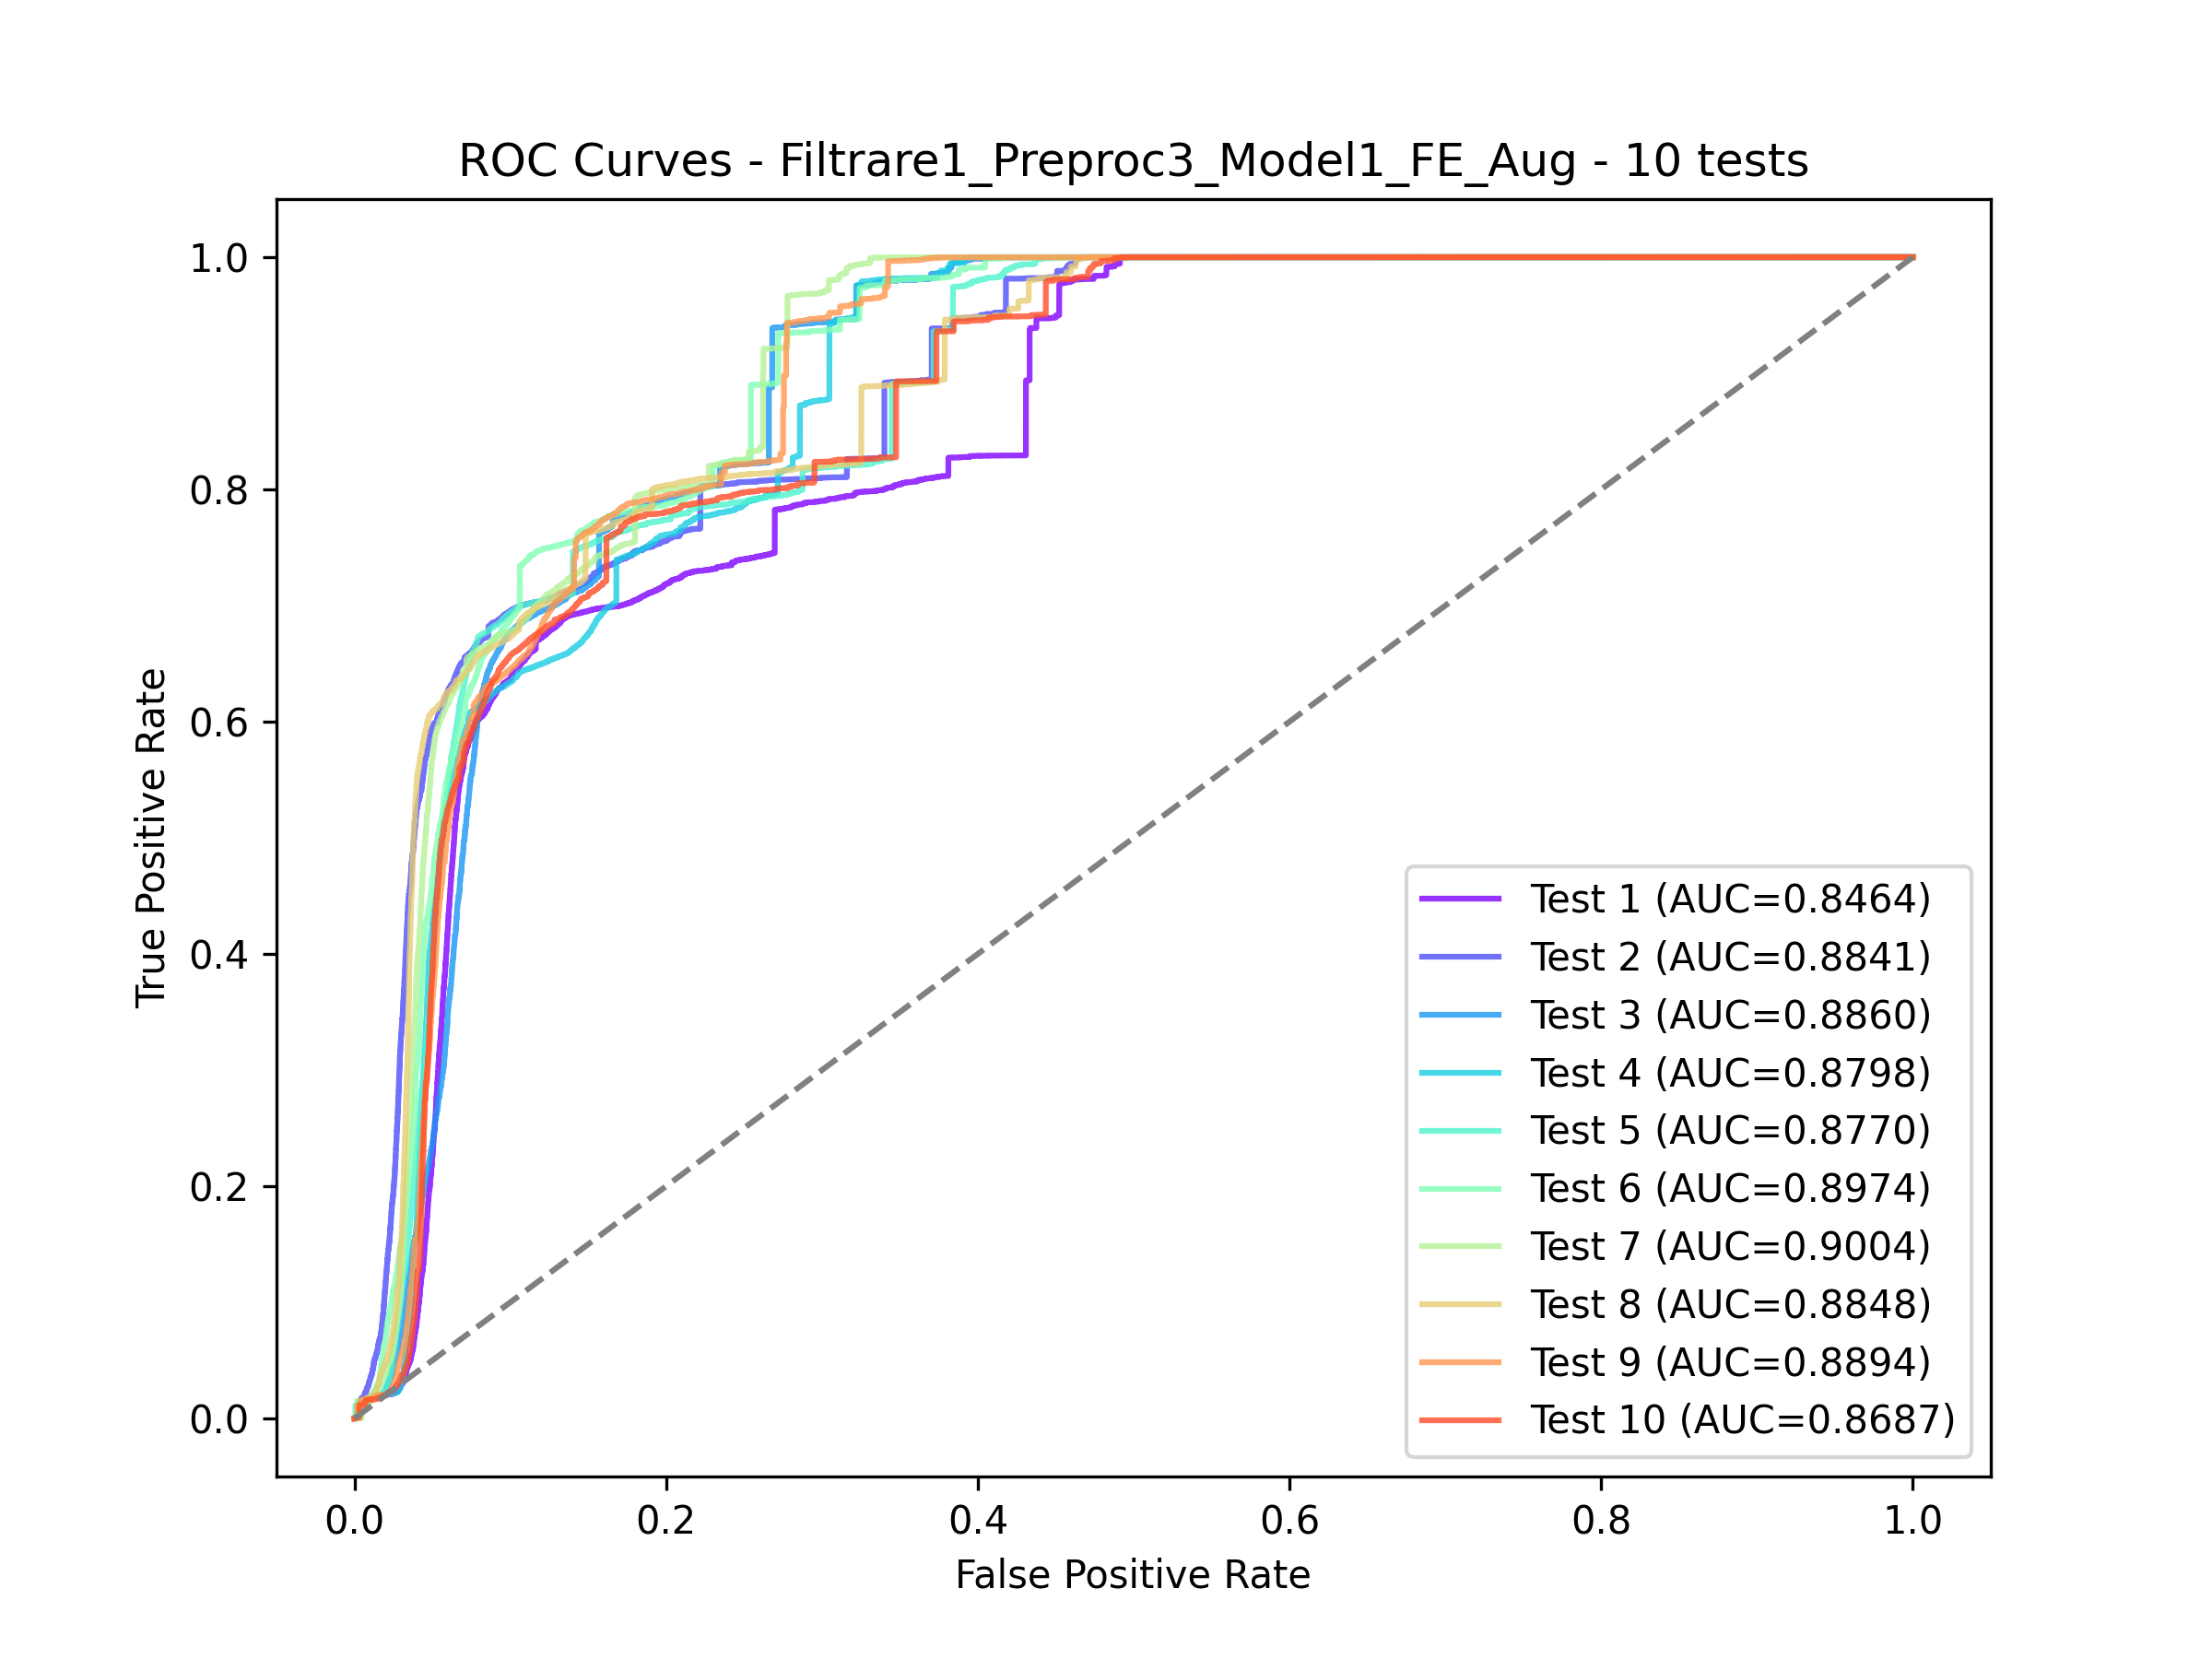 ROC Curves - Filtrare1_Preproc3_Model1_FE_Aug - 10 tests
True Positive Rate
1.0
0.8
0.6
0.4
0.2
0.0
Test 1 (AUC=0.8464)
Test 2 (AUC=0.8841)
Test 3 (AUC=0.8860)
Test 4 (AUC=0.8798)
Test 5 (AUC=0.8770)
Test 6 (AUC=0.8974)
Test 7 (AUC=0.9004)
Test 8 (AUC=0.8848)
Test 9 (AUC=0.8894)
Test 10 (AUC=0.8687)
0.0 0.2 0.4 0.6 0.8 1.0
False Positive Rate